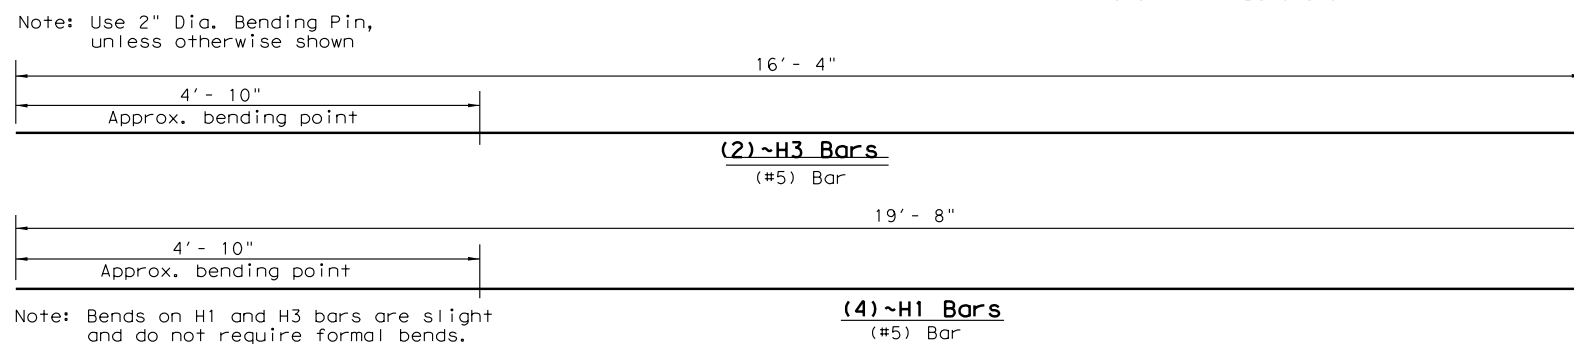 Note: Use 2" Dia. Bending Pin,
unless otherwise shown
16'- 4"
4'- 10"
Approx. bending point
(2)~H3 Bars
(#5) Bar
19'- 8"
4'- 10"
Approx. bending point
(4)~H1 Bars
(#5) Bar
Note: Bends on H1 and H3 bars are slight
and do not require formal bends.